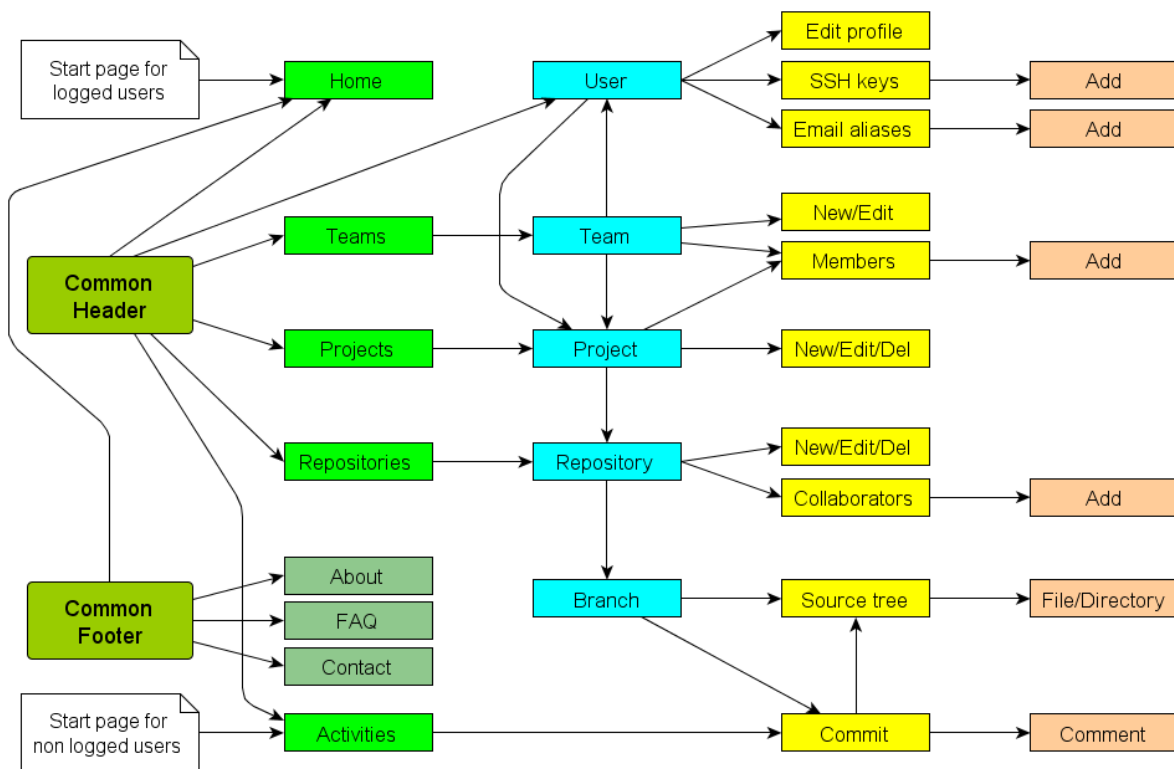 Edit profile
Start page for
logged users
Home
User
SSH keys
Add
Email aliases
Add
New/Edit
Teams
Team
Members
Add
Common
Header
Projects
Project
New/Edit/Del
New/Edit/Del
Repositories
Repository
Collaborators
Add
About
Branch
Source tree
File/Directory
Common
Footer
FAQ
Contact
Start page for
non logged users
Activities
Commit
Comment